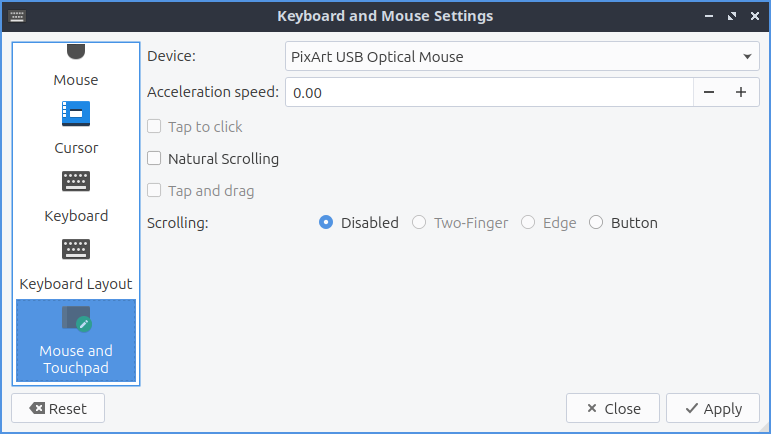 Keyboard and Mouse Settings
Mouse
Cursor
Keyboard
Keyboard Layout
Mouse and
Touchpad
Device:
PixArt USB Optical Mouse
Acceleration speed:
0.00
Tap to click
Natural Scrolling
Tap and drag
Scrolling:
Disabled
Two-Finger
Edge
Button
Reset
Close
Apply